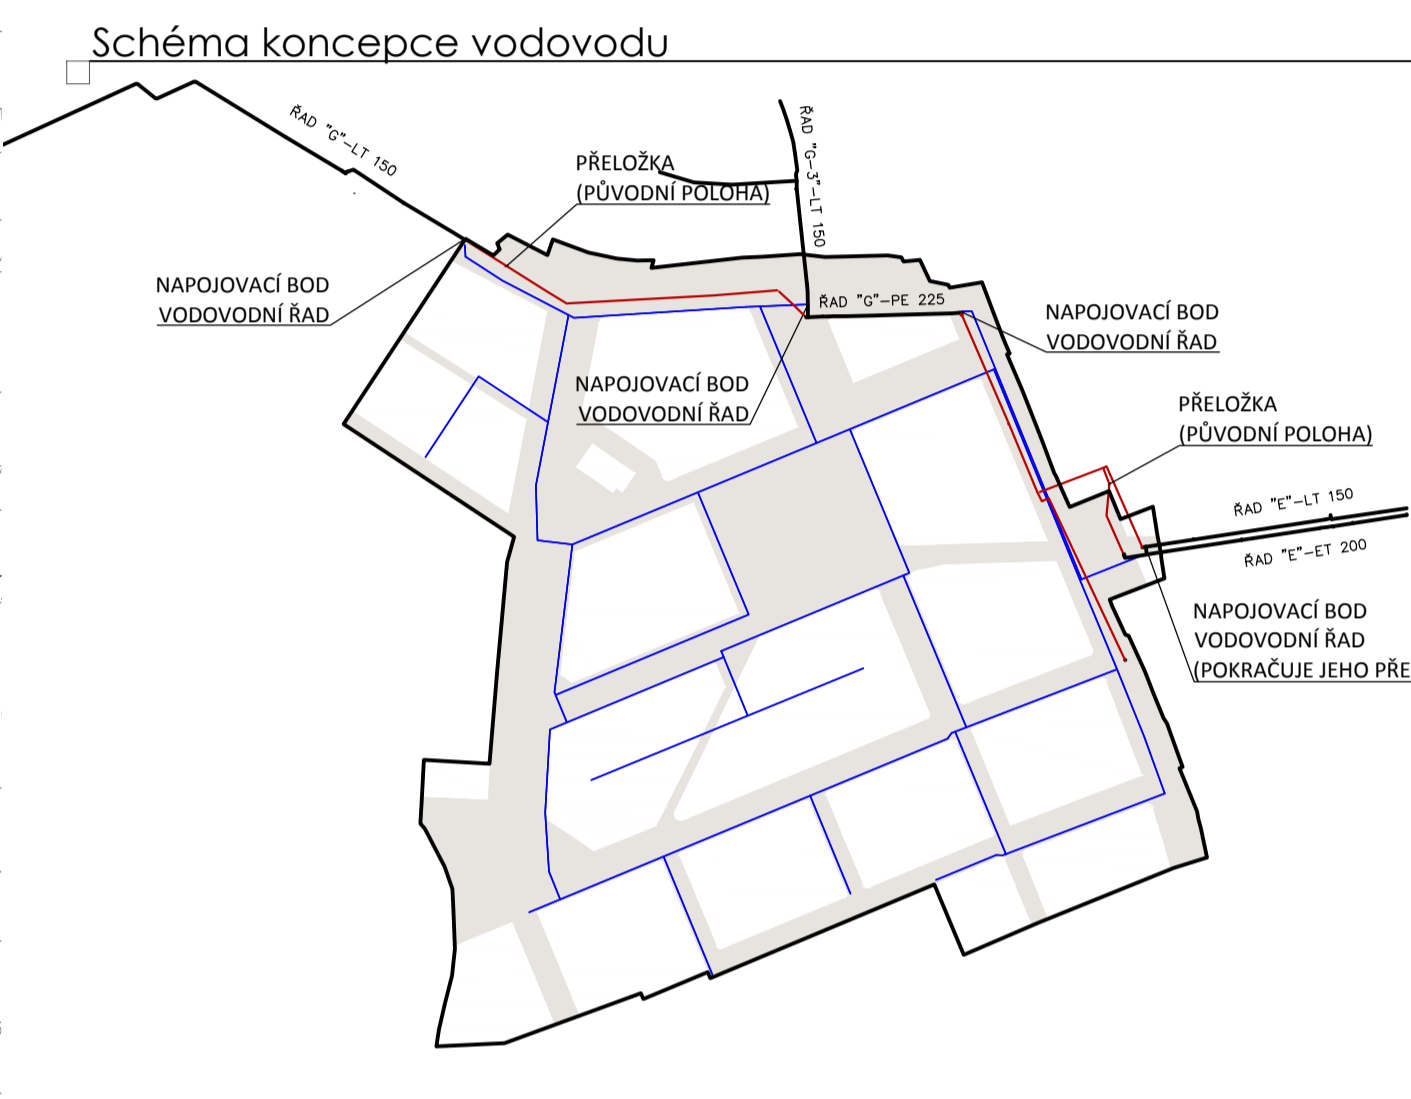 Schéma koncepce vodovodu
ŘAD "G"-LT 150
ŘAD "G-3"-LT 150
PŘELOŽKA
(PŮVODNÍ POLOHA)
NAPOJOVACÍ BOD
VODOVODNÍ ŘAD
ŘAD "G"-PE 225
NAPOJOVACÍ BOD
VODOVODNÍ ŘAD
NAPOJOVACÍ BOD
VODOVODNÍ ŘAD
PŘELOŽKA
(PŮVODNÍ POLOHA)
ŘAD "E"-LT 150
ŘAD "E"-ET 200
NAPOJOVACÍ BOD
VODOVODNÍ ŘAD
(POKRAČUJE JEHO PŘE